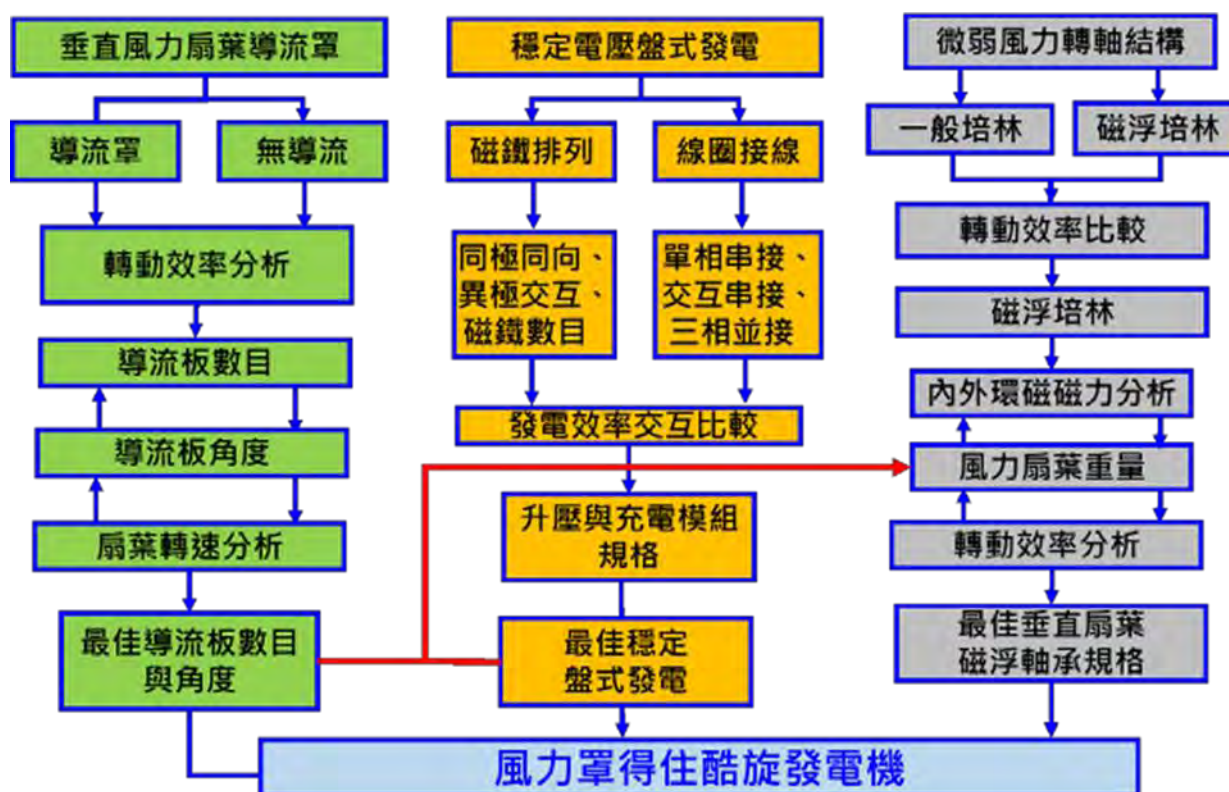 垂直風力扇葉導流罩
導流罩
無導流
轉動效率分析
導流板數目
導流板角度
扇葉轉速分析
最佳導流板數目
與角度
穩定電壓盤式發電
磁鐵排列
線圈接線
同極同向、
異極交互、
磁鐵數目
單相串接、
交互串接、
三相並接
發電效率交互比較
升壓與充電模組
規格
最佳穩定
盤式發電
微弱風力轉軸結構
一般培林
磁浮培林
轉動效率比較
磁浮培林
內外環磁磁力分析
風力扇葉重量
轉動效率分析
最佳垂直扇葉
磁浮軸承規格
風力罩得住酷旋發電機